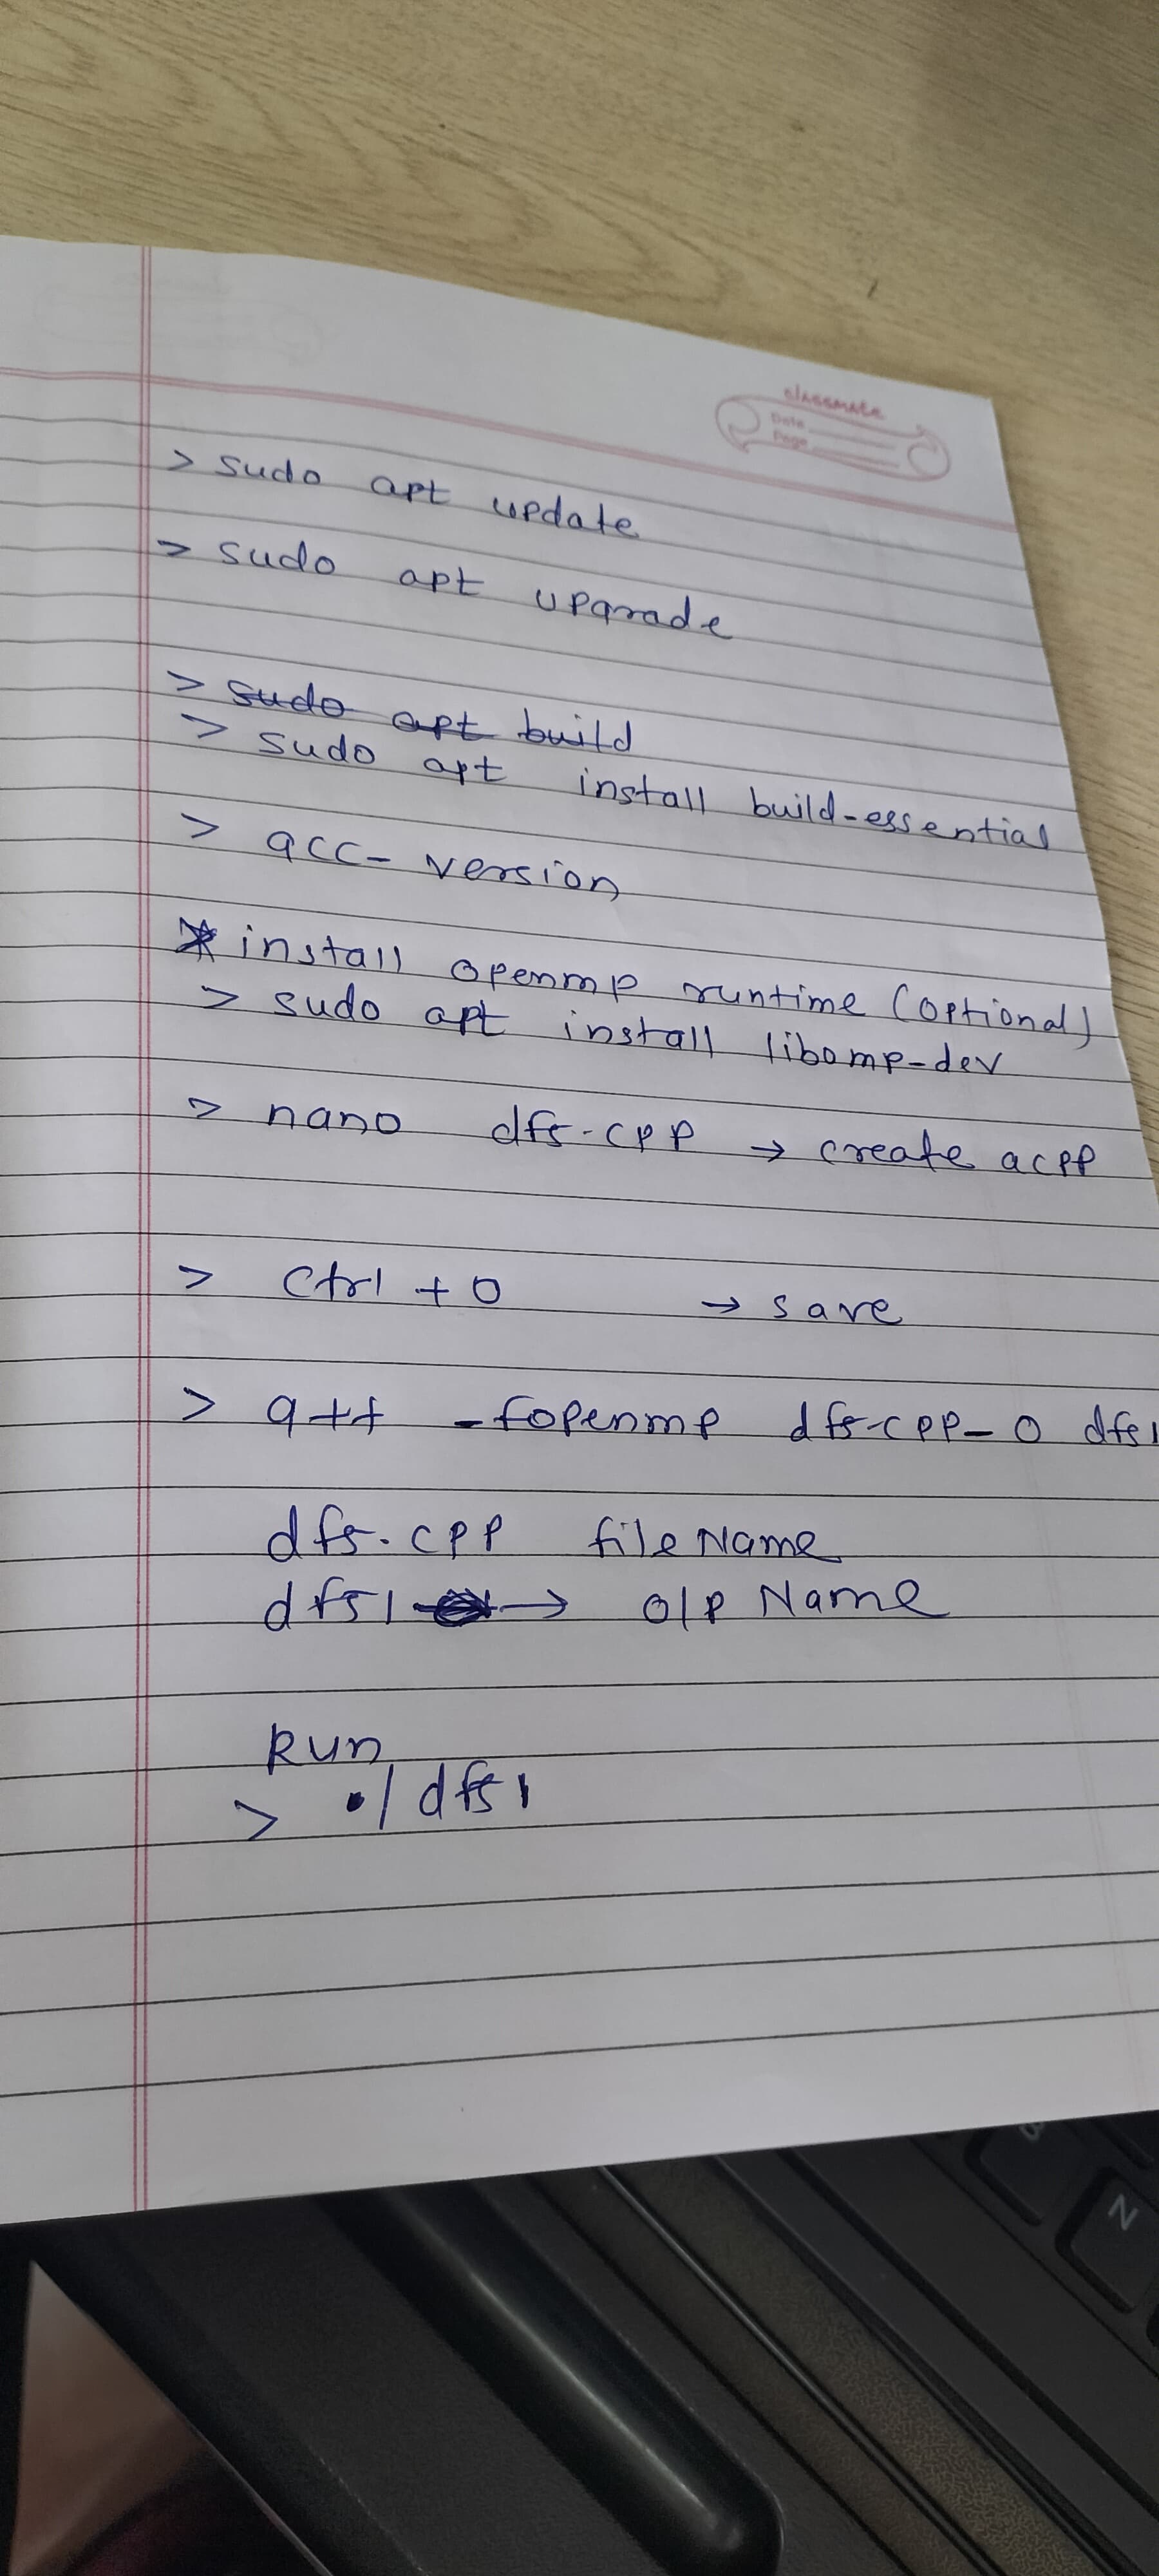 classmate
Date
Page
> sudo apt update
> sudo apt upgrade
> sudo apt build
> sudo apt install build-essential
> gcc- version
* install openmp runtime (optional)
> sudo apt install libomp-dev
> nano dfs.cpp → create a cpp
> Ctrl + O → save
> g++ -fopenmp dfs.cpp - o dfs1
dfs.cpp file Name
dfs1 → o/p Name
Run
> ./dfs1
N